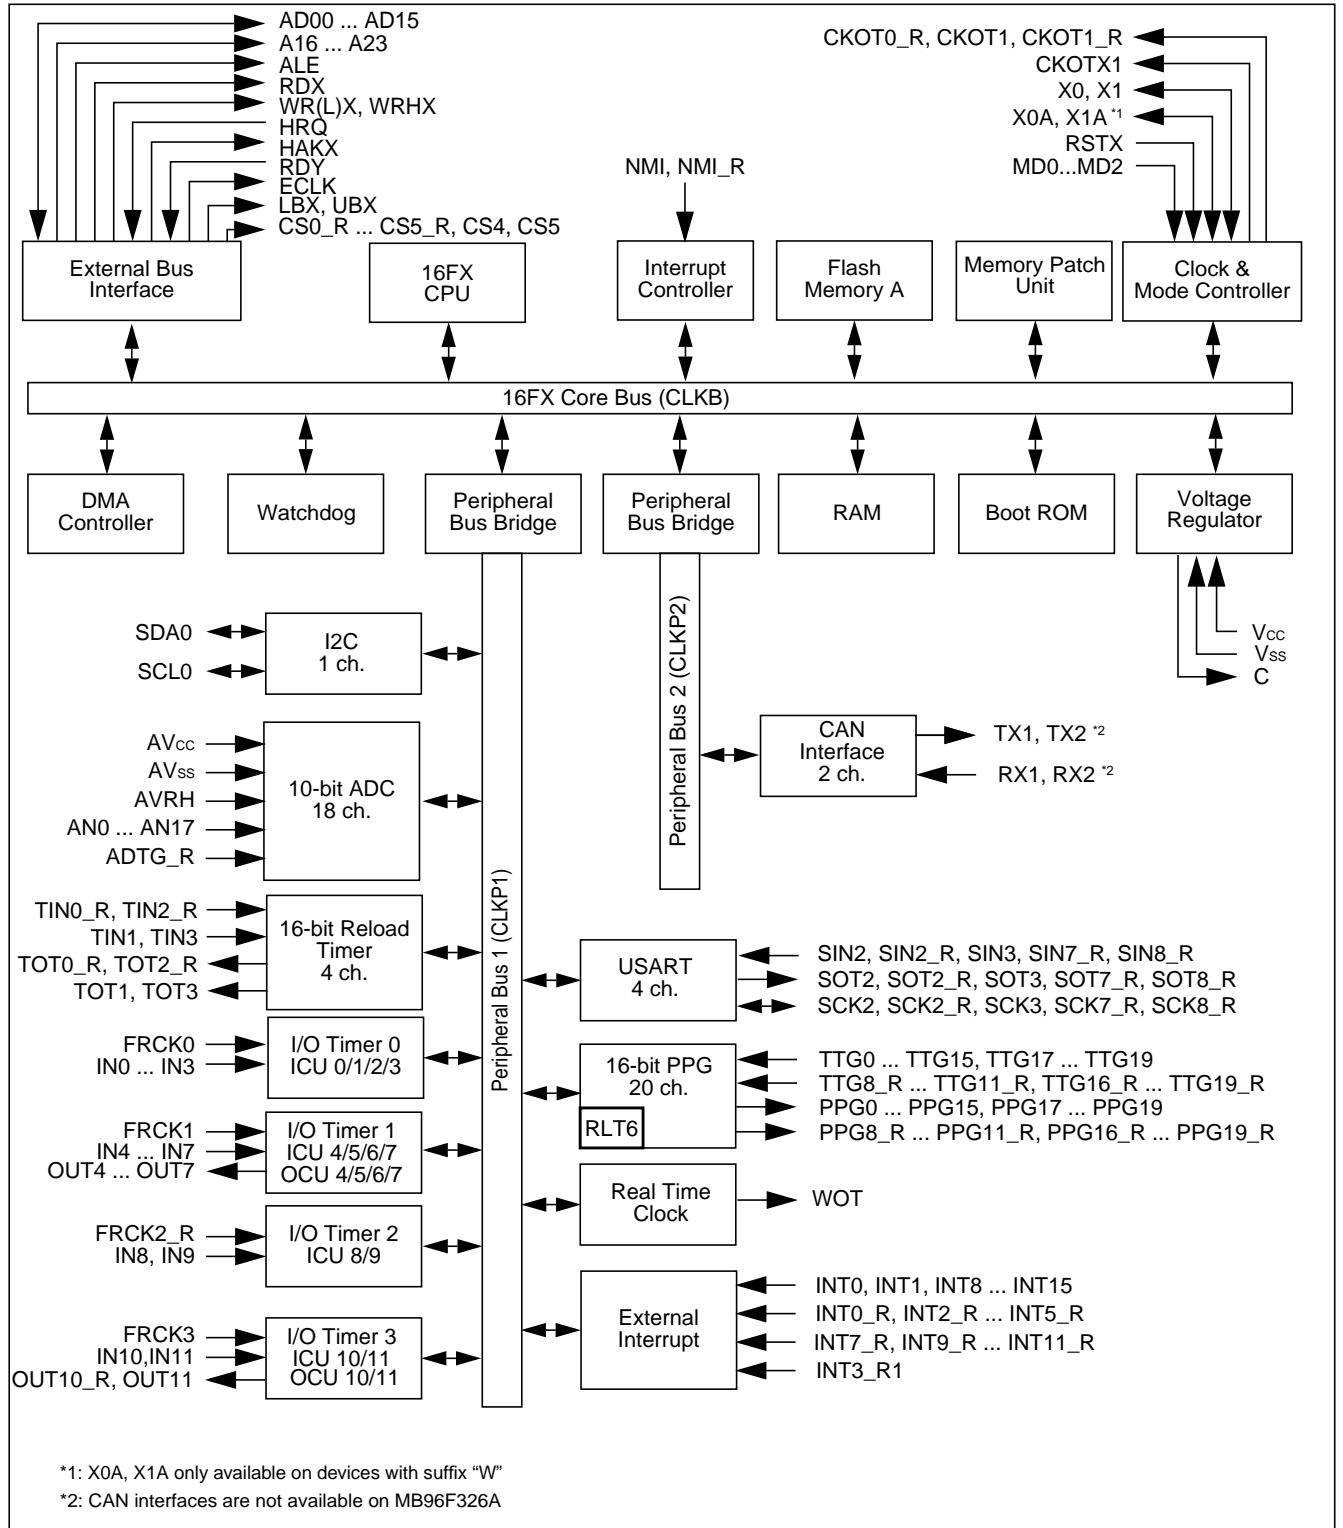 AD00 ... AD15
A16 ... A23
ALE
RDX
WR(L)X, WRHX
HRQ
HAKX
RDY
ECLK
LBX, UBX
CS0_R ... CS5_R, CS4, CS5
NMI, NMI_R
CKOT0_R, CKOT1, CKOT1_R
CKOTX1
X0, X1
X0A, X1A *1
RSTX
MD0...MD2
External Bus
Interface
16FX
CPU
Interrupt
Controller
Flash
Memory A
Memory Patch
Unit
Clock &
Mode Controller
16FX Core Bus (CLKB)
DMA
Controller
Watchdog
Peripheral
Bus Bridge
Peripheral
Bus Bridge
RAM
Boot ROM
Voltage
Regulator
Vcc
Vss
C
Peripheral Bus 1 (CLKP1)
Peripheral Bus 2 (CLKP2)
SDA0
SCL0
I2C
1 ch.
AVcc
AVss
AVRH
AN0 ... AN17
ADTG_R
10-bit ADC
18 ch.
TIN0_R, TIN2_R
TIN1, TIN3
TOT0_R, TOT2_R
TOT1, TOT3
16-bit Reload
Timer
4 ch.
FRCK0
IN0 ... IN3
I/O Timer 0
ICU 0/1/2/3
FRCK1
IN4 ... IN7
OUT4 ... OUT7
I/O Timer 1
ICU 4/5/6/7
OCU 4/5/6/7
FRCK2_R
IN8, IN9
I/O Timer 2
ICU 8/9
FRCK3
IN10,IN11
OUT10_R, OUT11
I/O Timer 3
ICU 10/11
OCU 10/11
CAN
Interface
2 ch.
TX1, TX2 *2
RX1, RX2 *2
USART
4 ch.
SIN2, SIN2_R, SIN3, SIN7_R, SIN8_R
SOT2, SOT2_R, SOT3, SOT7_R, SOT8_R
SCK2, SCK2_R, SCK3, SCK7_R, SCK8_R
16-bit PPG
20 ch.
RLT6
TTG0 ... TTG15, TTG17 ... TTG19
TTG8_R ... TTG11_R, TTG16_R ... TTG19_R
PPG0 ... PPG15, PPG17 ... PPG19
PPG8_R ... PPG11_R, PPG16_R ... PPG19_R
Real Time
Clock
WOT
External
Interrupt
INT0, INT1, INT8 ... INT15
INT0_R, INT2_R ... INT5_R
INT7_R, INT9_R ... INT11_R
INT3_R1
*1: X0A, X1A only available on devices with suffix “W”
*2: CAN interfaces are not available on MB96F326A